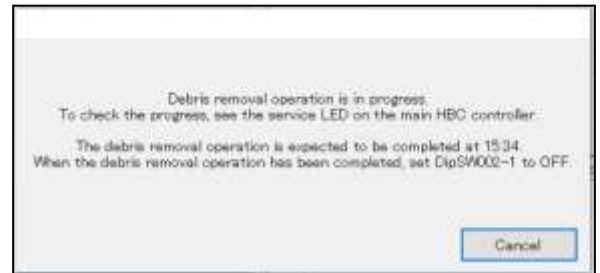 Debris removal operation is in progress.
To check the progress, see the service LED on the main HBC controller.
The debris removal operation is expected to be completed at 15:34.
When the debris removal operation has been completed, set DipSW002-1 to OFF.
Cancel